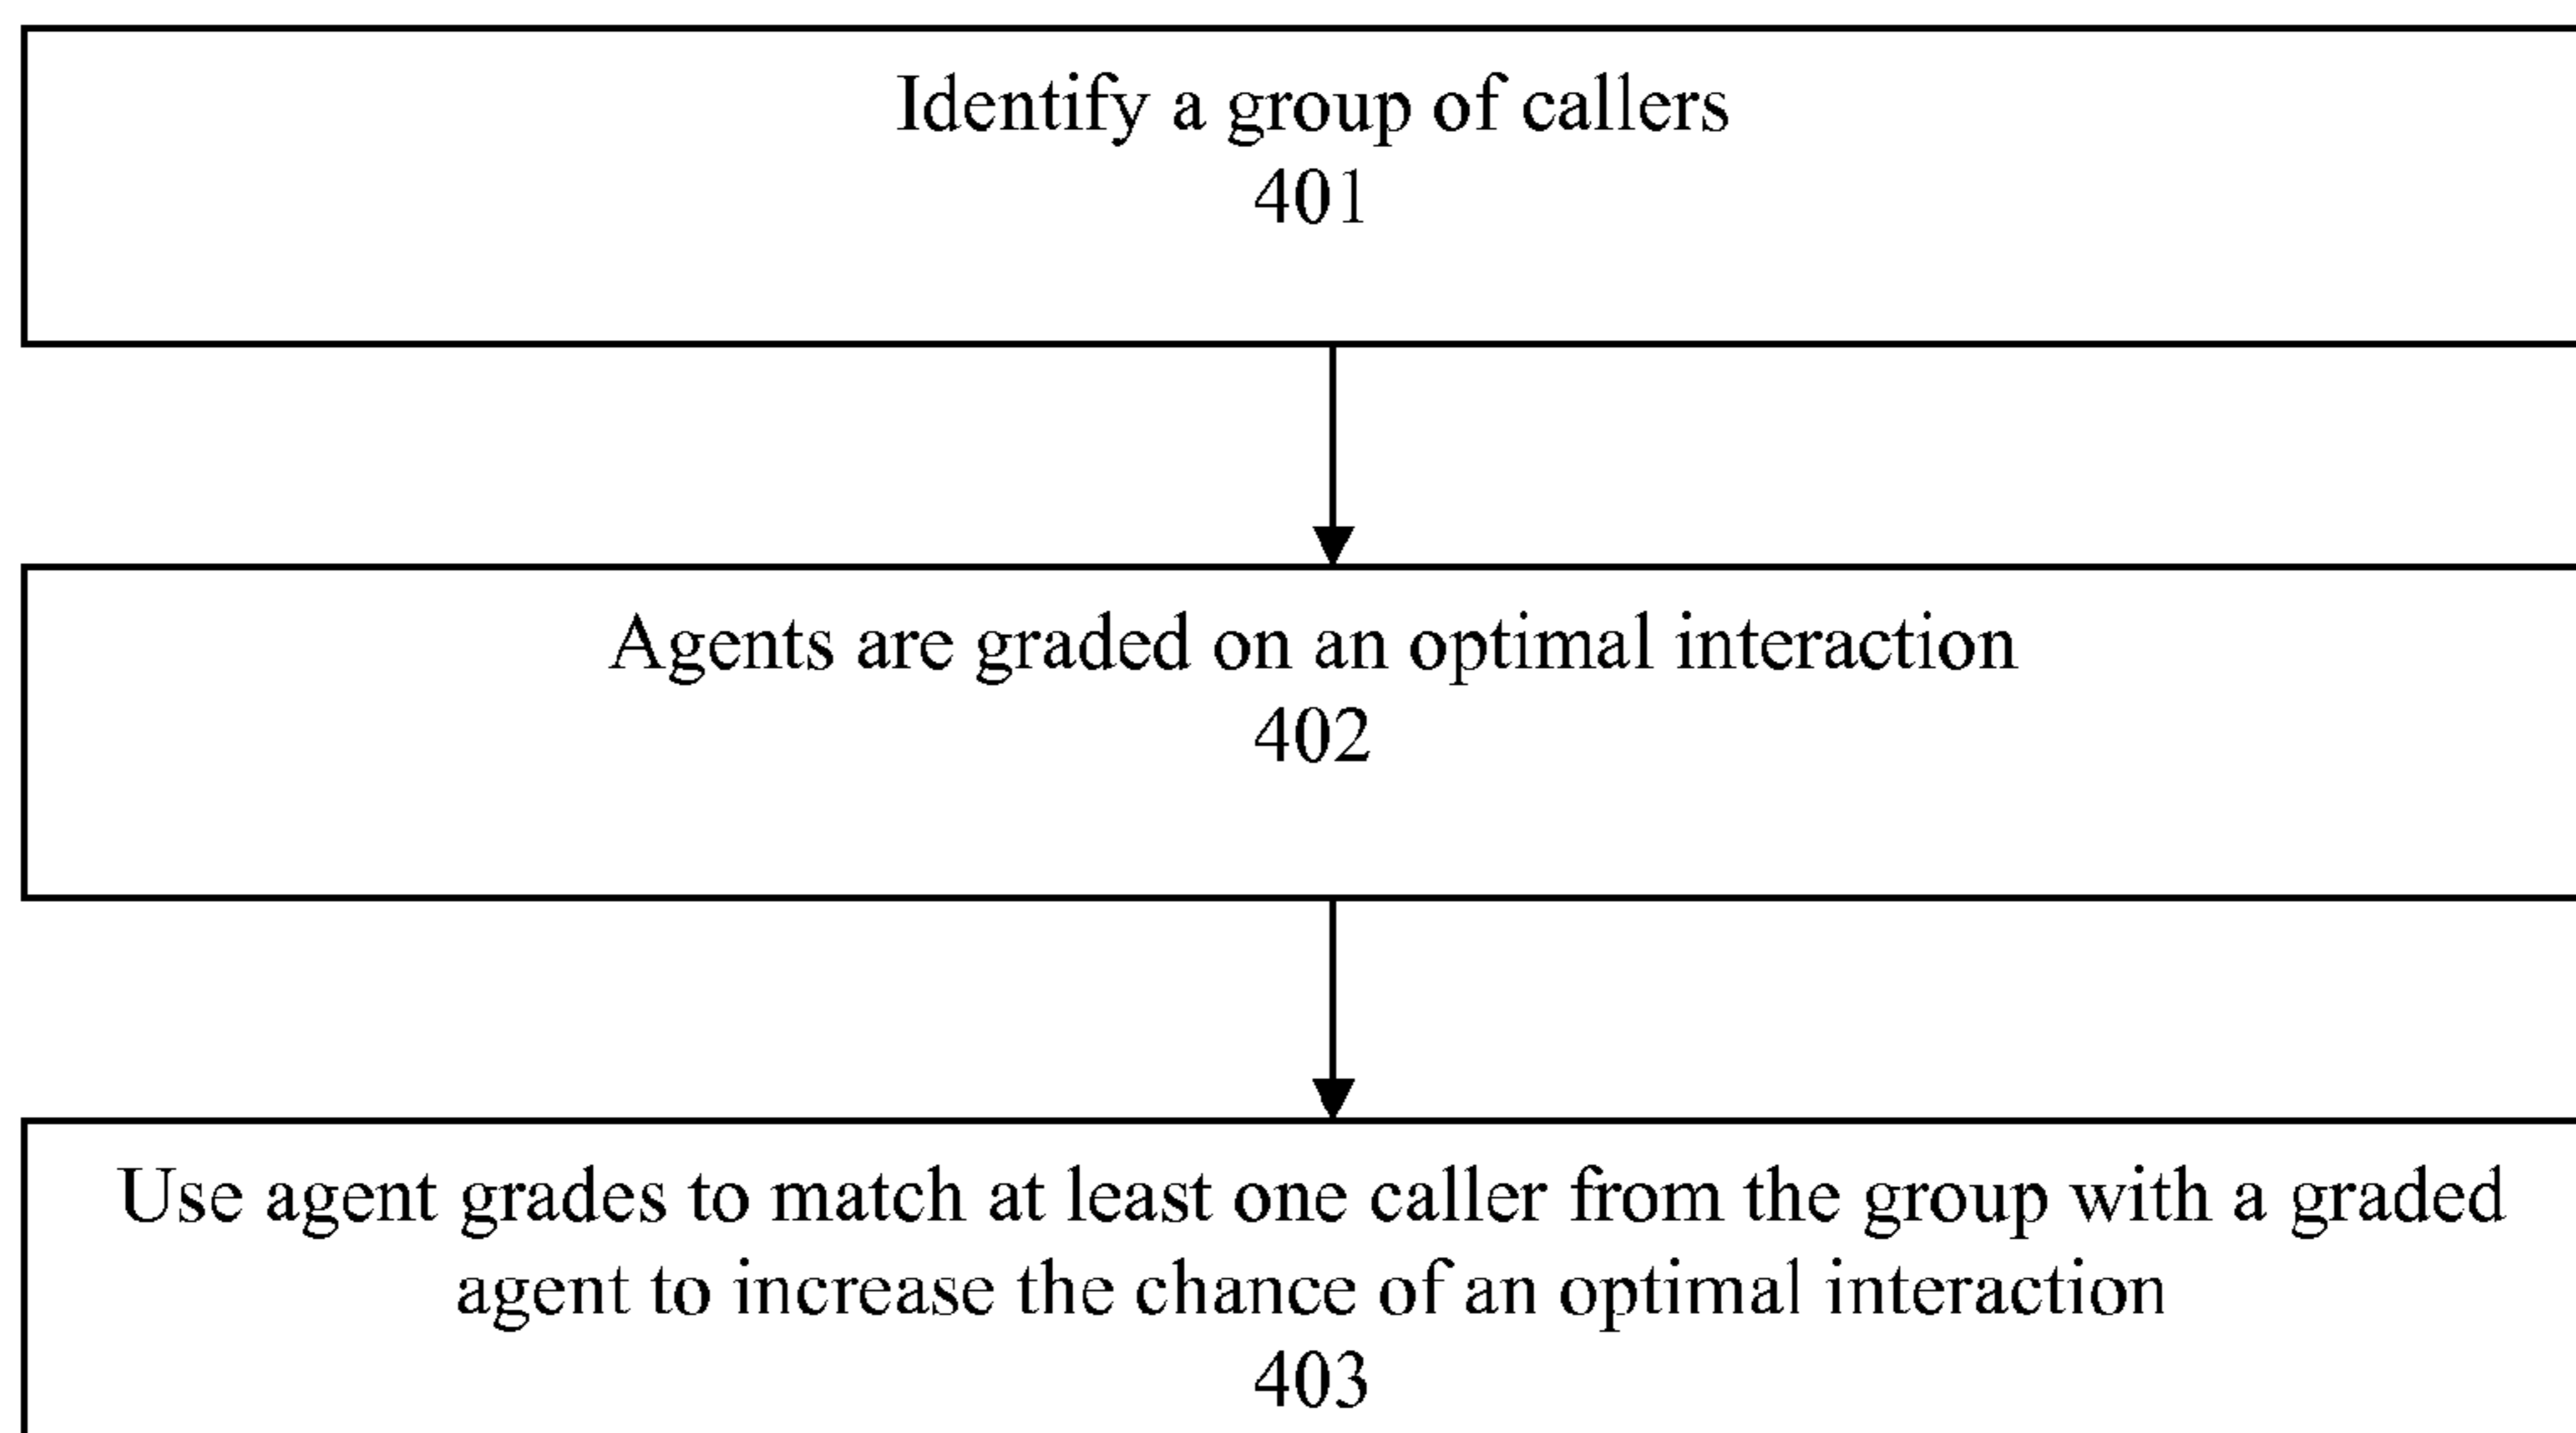 Identify a group of callers
401
Agents are graded on an optimal interaction
402
Use agent grades to match at least one caller from the group with a graded
agent to increase the chance of an optimal interaction
403